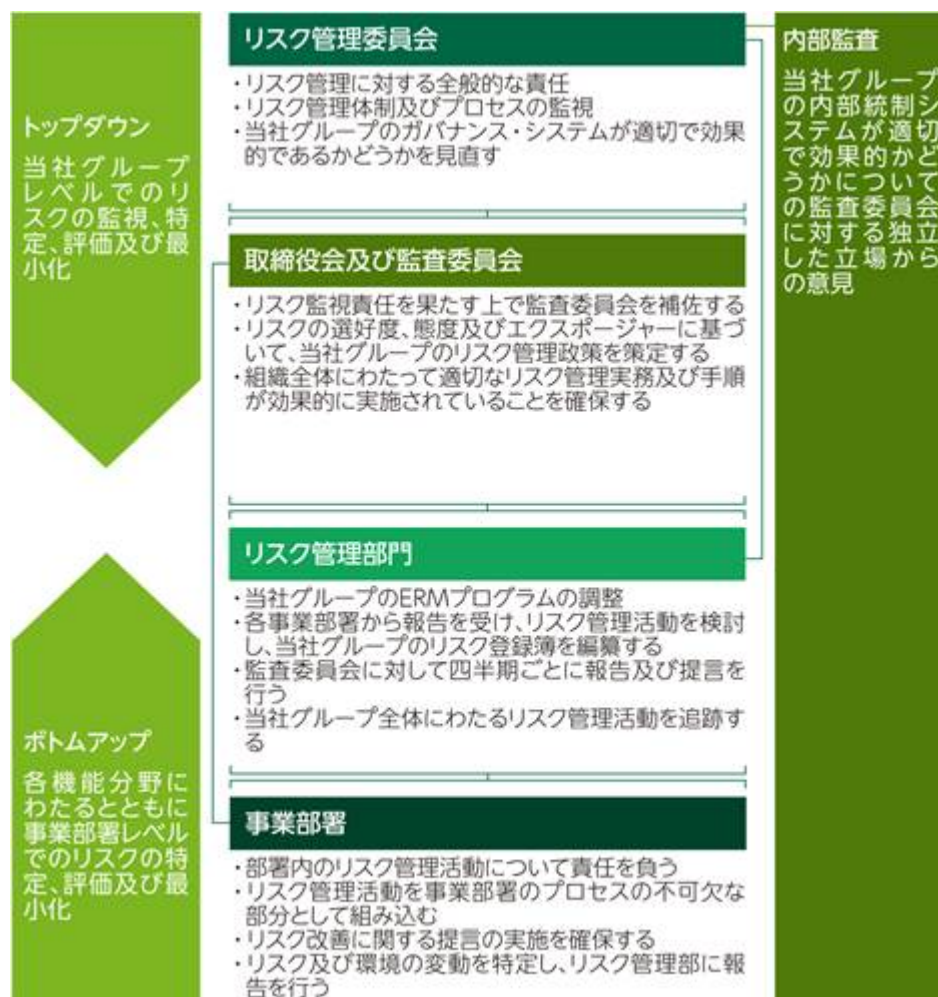 トップダウン
当社グループ
レベルでのリ
スクの監視、特
定、評価及び最
小化
ボトムアップ
各機能分野に
わたるとともに
事業部署レベル
でのリスクの特
定、評価及び最
小化
リスク管理委員会
・リスク管理に対する全般的な責任
・リスク管理体制及びプロセスの監視
・当社グループのガバナンス・システムが適切で効果
的であるかどうかを見直す
取締役会及び監査委員会
・リスク監視責任を果たす上で監査委員会を補佐する
・リスクの選好度、態度及びエクスポージャーに基づ
いて、当社グループのリスク管理政策を策定する
・組織全体にわたって適切なリスク管理実務及び手順
が効果的に実施されていることを確保する
リスク管理部門
・当社グループのERMプログラムの調整
・各事業部署から報告を受け、リスク管理活動を検討
し、当社グループのリスク登録簿を編纂する
・監査委員会に対して四半期ごとに報告及び提言を
行う
・当社グループ全体にわたるリスク管理活動を追跡す
る
事業部署
・部署内のリスク管理活動について責任を負う
・リスク管理活動を事業部署のプロセスの不可欠な
部分として組み込む
・リスク改善に関する提言の実施を確保する
・リスク及び環境の変動を特定し、リスク管理部に報
告を行う
内部監査
当社グループ
の内部統制シ
ステムが適切
で効果的かど
うかについて
の監査委員会
に対する独立
した立場から
の意見